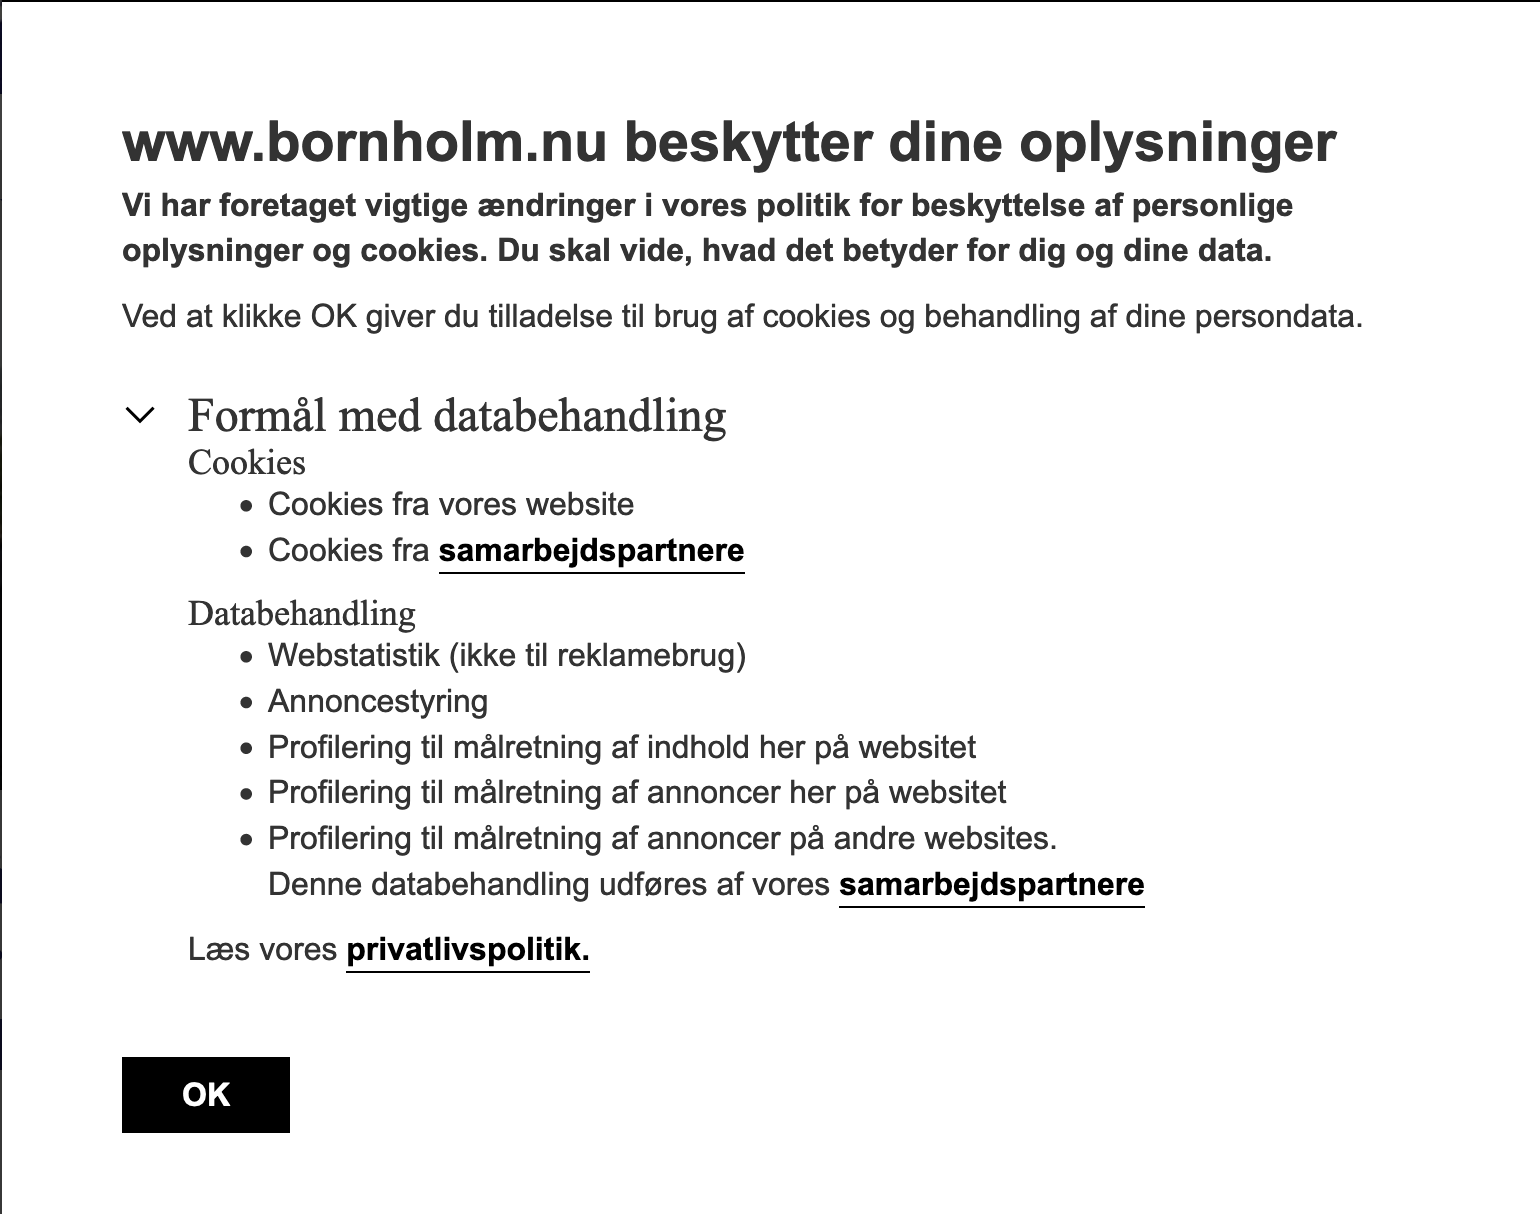 www.bornholm.nu beskytter dine oplysninger
Vi har foretaget vigtige ændringer i vores politik for beskyttelse af personlige
oplysninger og cookies. Du skal vide, hvad det betyder for dig og dine data.
Ved at klikke OK giver du tilladelse til brug af cookies og behandling af dine persondata.
Formål med databehandling
Cookies
• Cookies fra vores website
• Cookies fra samarbejdspartnere
Databehandling
• Webstatistik (ikke til reklamebrug)
• Annoncestyring
• Profilering til målretning af indhold her på websitet
• Profilering til målretning af annoncer her på websitet
• Profilering til målretning af annoncer på andre websites.
Denne databehandling udføres af vores samarbejdspartnere
Læs vores privatlivspolitik.
OK